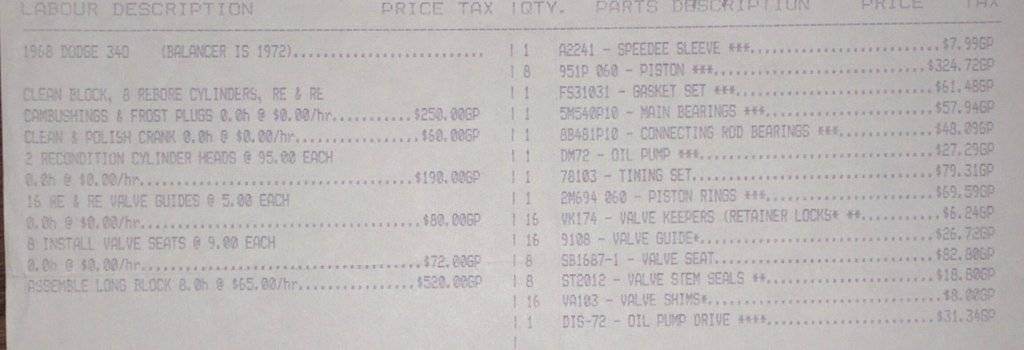 LABOUR DESCRIPTION PRICE TAX |QTY. PARTS DESCRIPTION PRICE TAX
1968 DODGE 340 (BALANCER IS 1972)............................
CLEAN BLOCK, 8 REBORE CYLINDERS, RE & RE
CAMBUSHINGS & FROST PLUGS 0.0h @ $0.00/hr...........$250.00GP
CLEAN & POLISH CRANK 0.0h @ $0.00/hr................$60.00GP
2 RECONDITION CYLINDER HEADS @ 95.00 EACH
0.0h @ $0.00/hr.....................................$190.00GP
16 RE & RE VALVE GUIDES @ 5.00 EACH
0.0h @ $0.00/hr.....................................$80.00GP
8 INSTALL VALVE SEATS @ 9.00 EACH
0.0h @ $0.00/hr.....................................$72.00GP
ASSEMBLE LONG BLOCK 8.0h @ $65.00/hr................$520.00GP
| 1 A2241 - SPEEDEE SLEEVE ***........................$7.99GP
| 8 951P 060 - PISTON ***............................$324.72GP
| 1 FS31031 - GASKET SET ***..........................$61.48GP
| 1 5M540P10 - MAIN BEARINGS ***......................$57.94GP
| 1 8B481P10 - CONNECTING ROD BEARINGS ***............$48.09GP
| 1 DM72 - OIL PUMP ***...............................$27.29GP
| 1 78103 - TIMING SET................................$79.31GP
| 1 2M694 060 - PISTON RINGS ***......................$69.59GP
| 16 VK174 - VALVE KEEPERS (RETAINER LOCKS* **.........$6.24GP
| 16 9108 - VALVE GUIDE*..............................$26.72GP
| 8 SB1687-1 - VALVE SEAT.............................$82.80GP
| 8 ST2012 - VALVE STEM SEALS **......................$18.80GP
| 16 VA103 - VALVE SHIMS*..............................$8.00GP
| 1 DIS-72 - OIL PUMP DRIVE ****......................$31.34GP